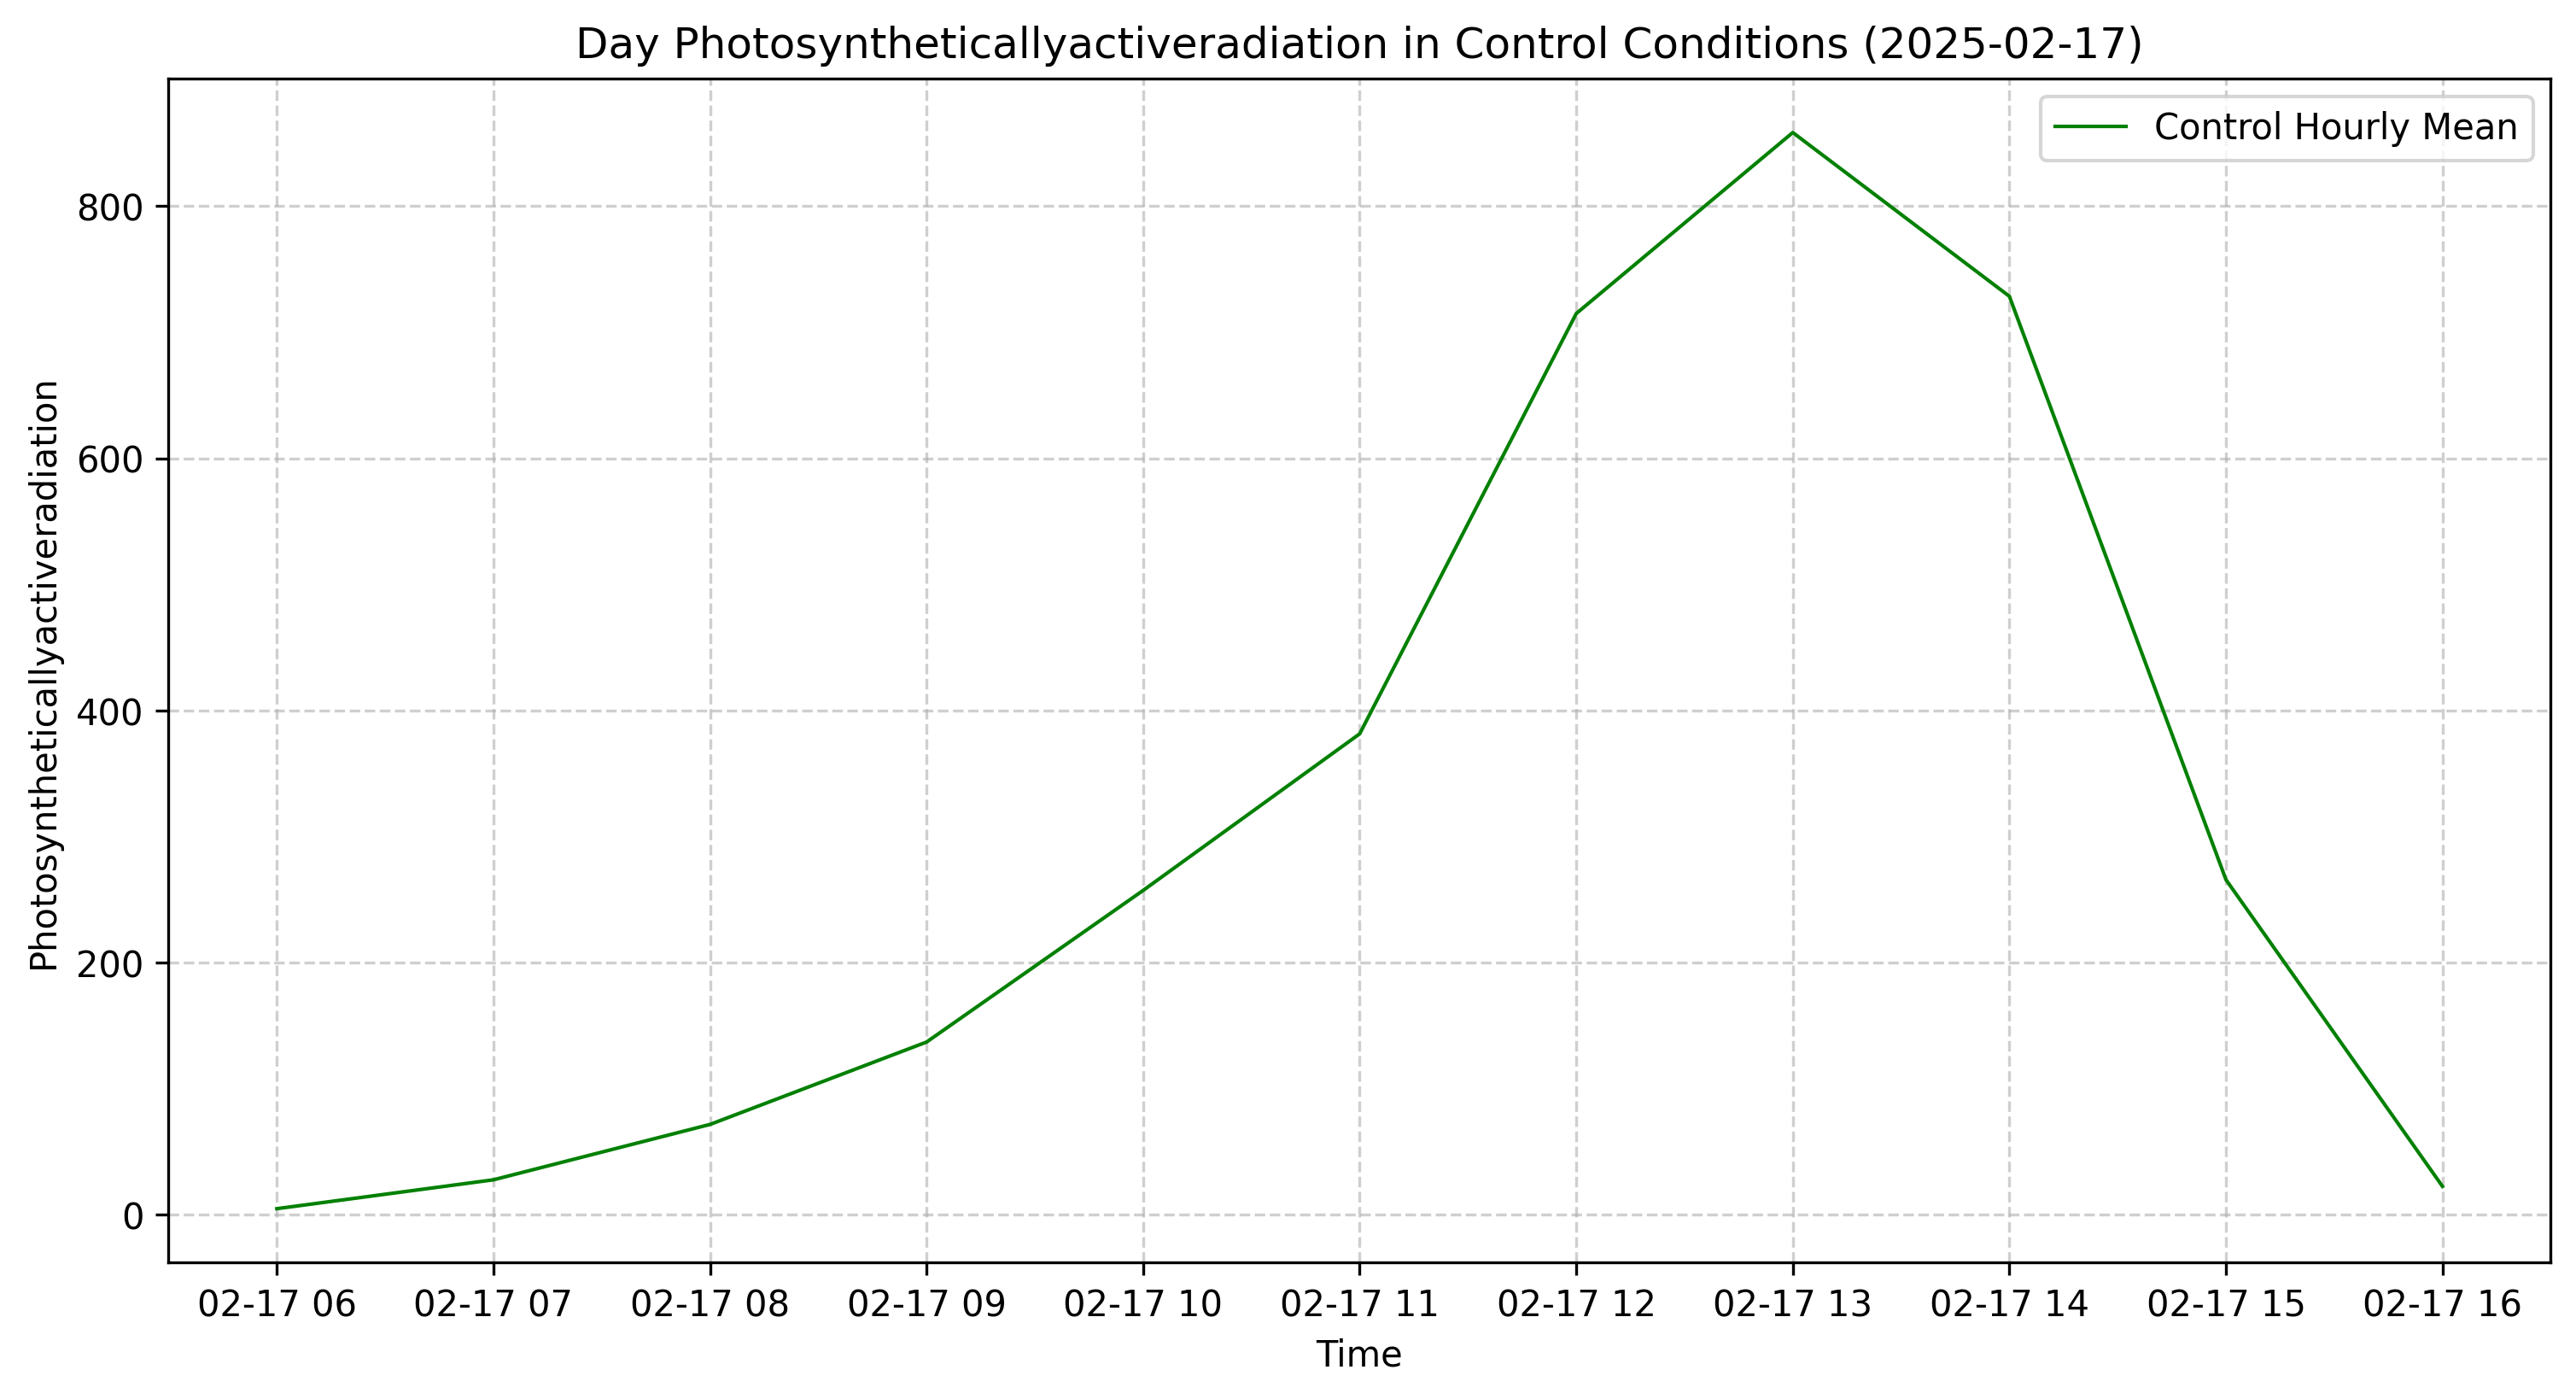 Day Photosyntheticallyactiveradiation in Control Conditions (2025-02-17)
Control Hourly Mean
Photosyntheticallyactiveradiation
800
600
400
200
0
02-17 06 02-17 07 02-17 08 02-17 09 02-17 10 02-17 11 02-17 12 02-17 13 02-17 14 02-17 15 02-17 16
Time